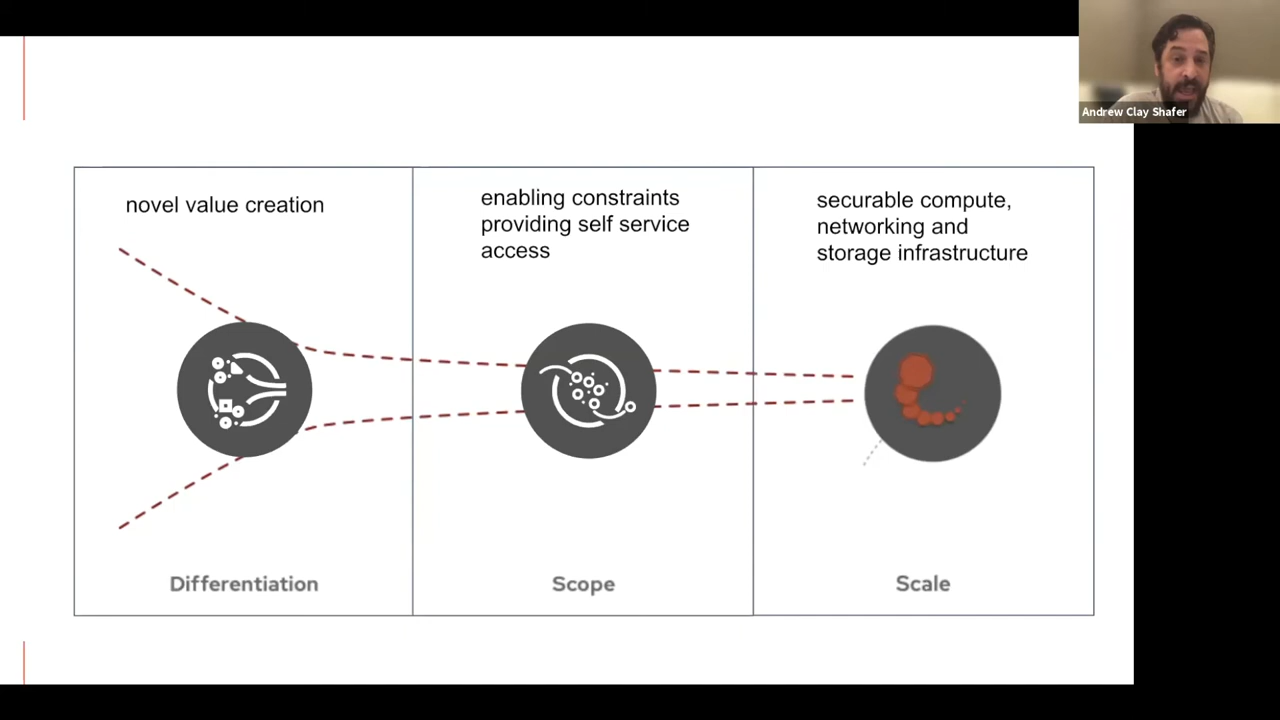 Andrew Clay Shafer
novel value creation
enabling constraints
providing self service
access
securable compute,
networking and
storage infrastructure
Differentiation
Scope
Scale